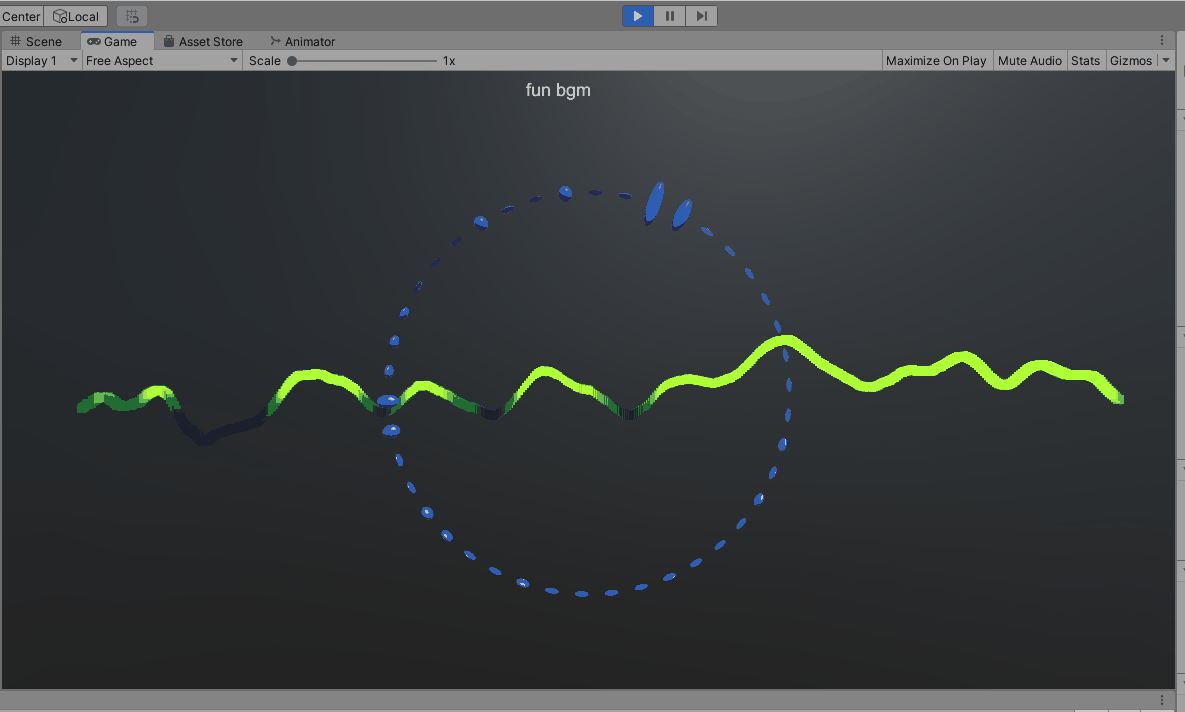 Center Local
Scene Game Asset Store Animator
Display 1 Free Aspect Scale 1x Maximize On Play Mute Audio Stats Gizmos
fun bgm